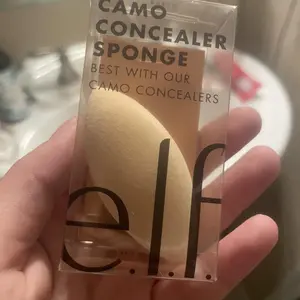 CAMO
CONCEALER
SPONGE
BEST WITH OUR
CAMO CONCEALERS
e.l.f.